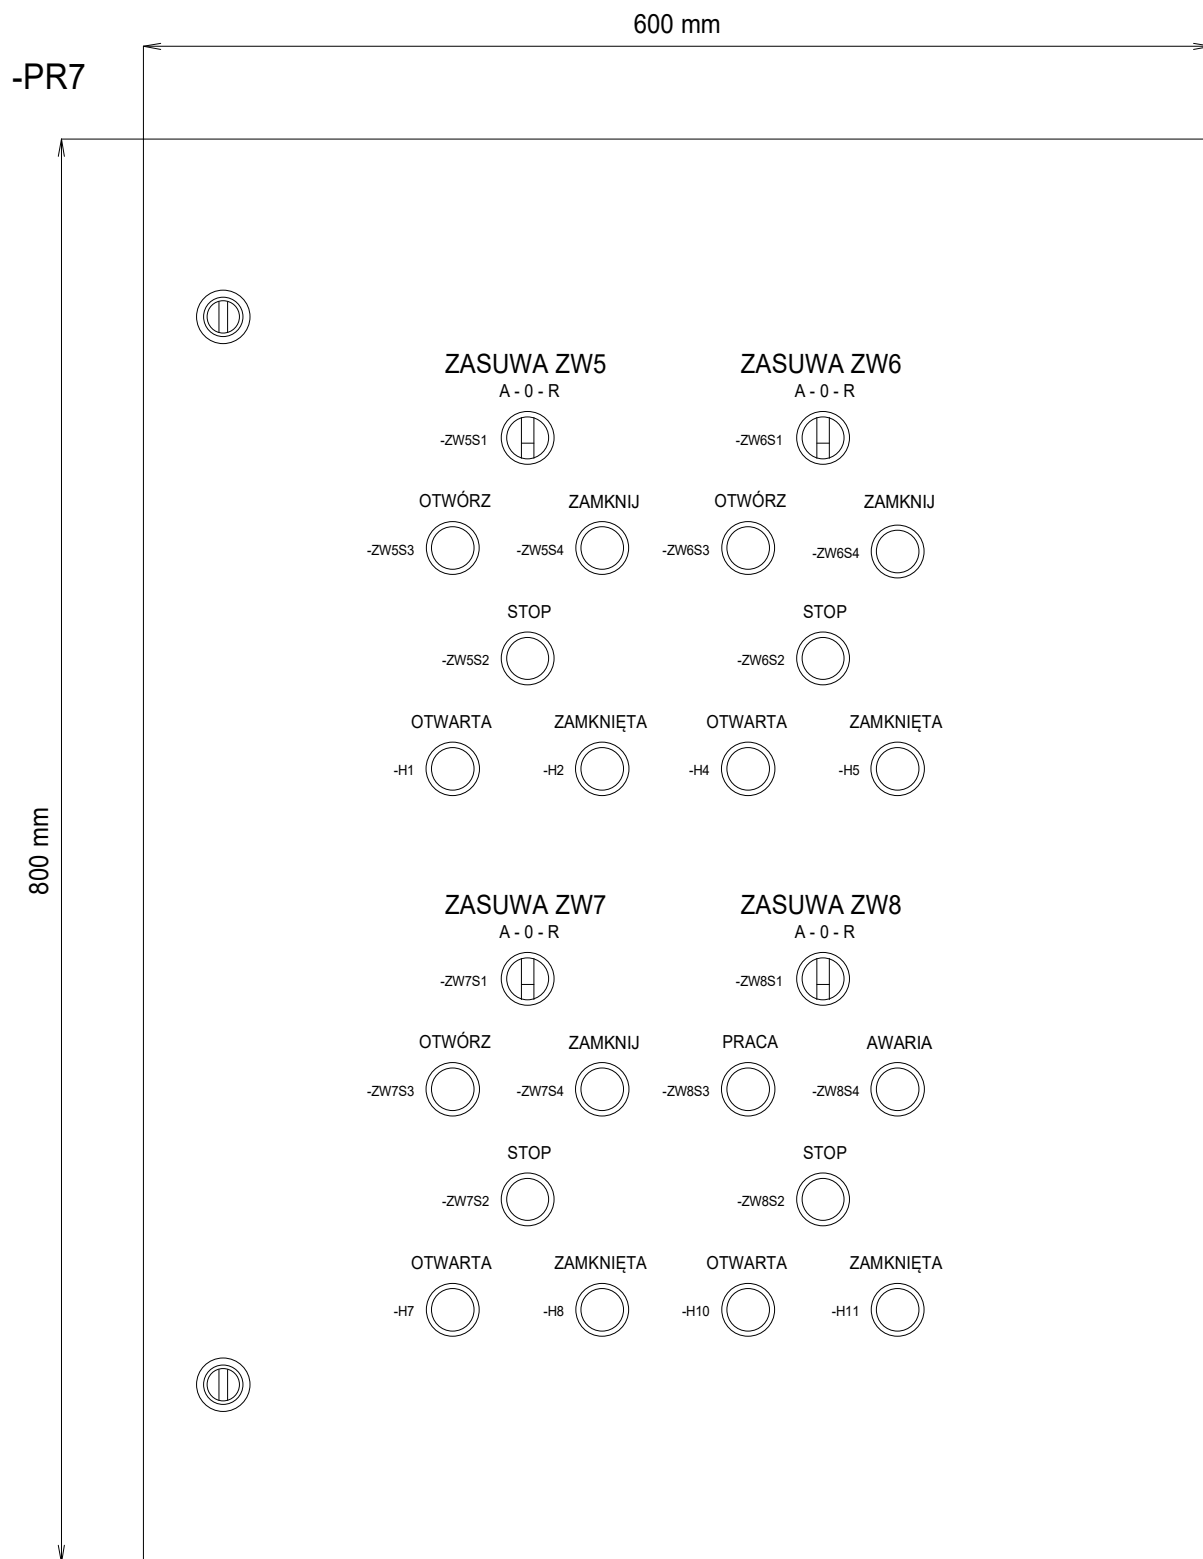 600 mm
-PR7
ZASUWA ZW5 ZASUWA ZW6
A - 0 - R A - 0 - R
-ZW5S1 -ZW6S1
OTWÓRZ ZAMKNIJ OTWÓRZ ZAMKNIJ
-ZW5S3 -ZW5S4 -ZW6S3 -ZW6S4
STOP STOP
-ZW5S2 -ZW6S2
OTWARTA ZAMKNIĘTA OTWARTA ZAMKNIĘTA
-H1 -H2 -H4 -H5
800 mm
ZASUWA ZW7 ZASUWA ZW8
A - 0 - R A - 0 - R
-ZW7S1 -ZW8S1
OTWÓRZ ZAMKNIJ PRACA AWARIA
-ZW7S3 -ZW7S4 -ZW8S3 -ZW8S4
STOP STOP
-ZW7S2 -ZW8S2
OTWARTA ZAMKNIĘTA OTWARTA ZAMKNIĘTA
-H7 -H8 -H10 -H11